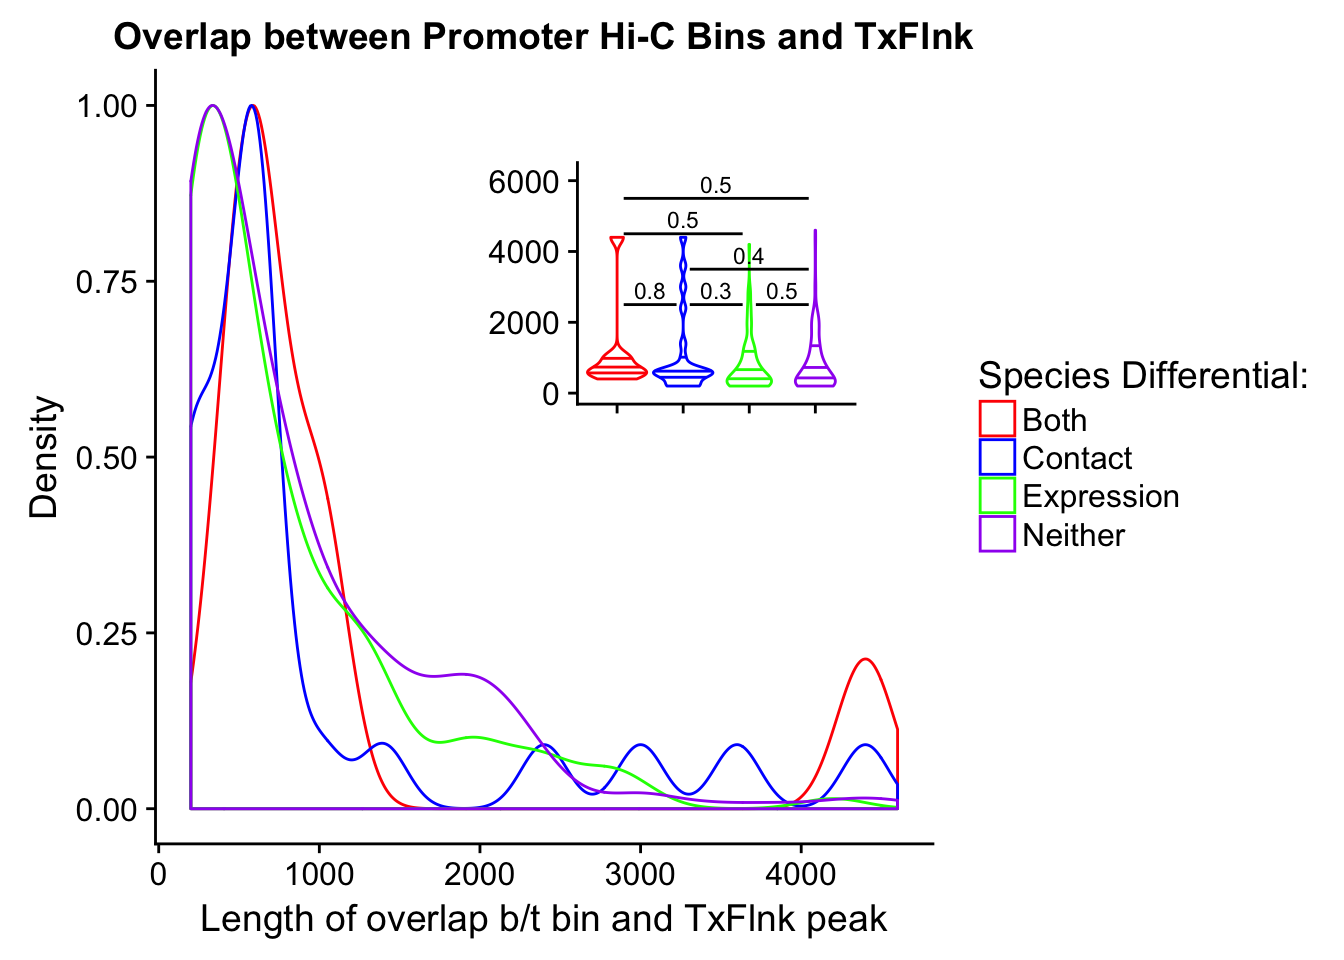 Overlap between Promoter Hi-C Bins and TxFlnk
1.00
0.75
0.50
0.25
0.00
Density
0
1000
2000
3000
4000
Length of overlap b/t bin and TxFlnk peak
6000
4000
2000
0
0.5
0.5
0.4
0.8
0.3
0.5
Species Differential:
Both
Contact
Expression
Neither